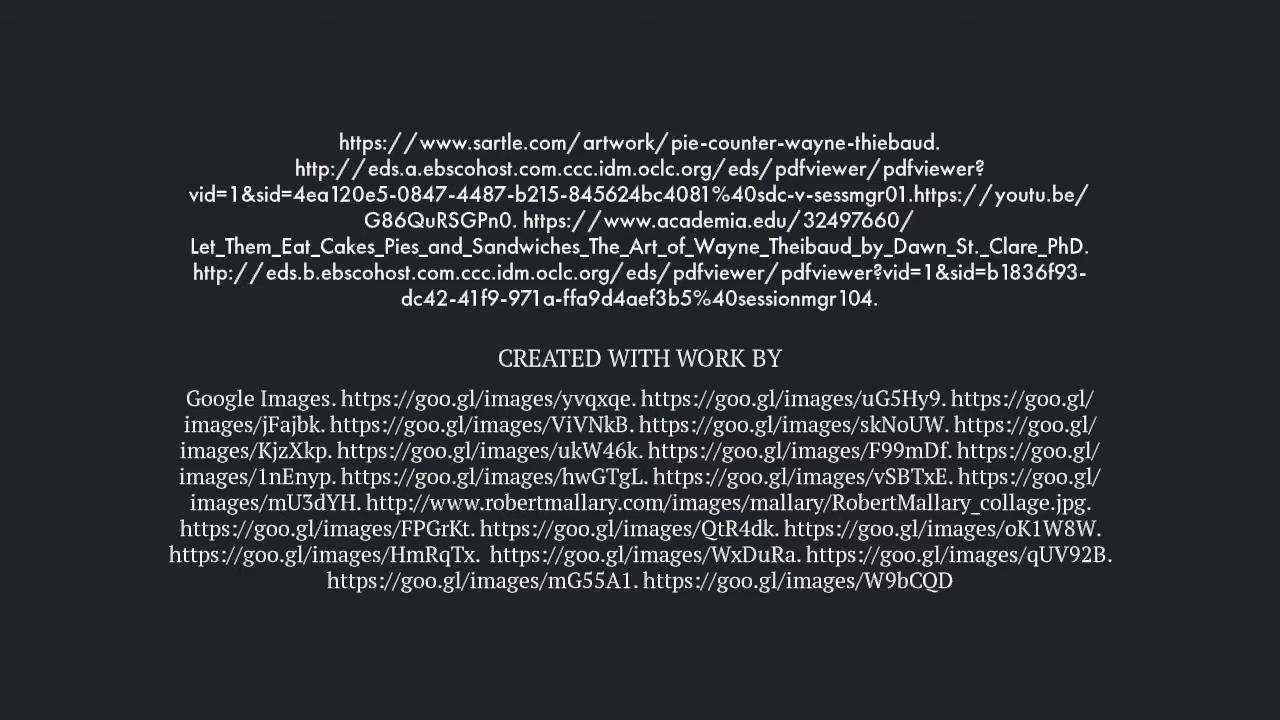 https://www.sartle.com/artwork/pie-counter-wayne-thiebaud.
http://eds.a.ebscohost.com.ccc.idm.oclc.org/eds/pdfviewer/pdfviewer?
vid=1&sid=4ea120e5-0847-4487-b215-845624bc4081%40sdc-v-sessmgr01.https://youtu.be/
G86QuRSGPn0. https://www.academia.edu/32497660/
Let_Them_Eat_Cakes_Pies_and_Sandwiches_The_Art_of_Wayne_Theibaud_by_Dawn_St._Clare_PhD.
http://eds.b.ebscohost.com.ccc.idm.oclc.org/eds/pdfviewer/pdfviewer?vid=1&sid=b1836f93-
dc42-41f9-971a-ffa9d4aef3b5%40sessionmgr104.
CREATED WITH WORK BY
Google Images. https://goo.gl/images/yvqxqe. https://goo.gl/images/uG5Hy9. https://goo.gl/
images/jFajbk. https://goo.gl/images/ViVNkB. https://goo.gl/images/skNoUW. https://goo.gl/
images/KjzXkp. https://goo.gl/images/ukW46k. https://goo.gl/images/F99mDf. https://goo.gl/
images/1nEnyp. https://goo.gl/images/hwGTgL. https://goo.gl/images/vSBTxE. https://goo.gl/
images/mU3dYH. http://www.robertmallary.com/images/mallary/RobertMallary_collage.jpg.
https://goo.gl/images/FPGrKt. https://goo.gl/images/QtR4dk. https://goo.gl/images/oK1W8W.
https://goo.gl/images/HmRqTx.  https://goo.gl/images/WxDuRa. https://goo.gl/images/qUV92B.
https://goo.gl/images/mG55A1. https://goo.gl/images/W9bCQD